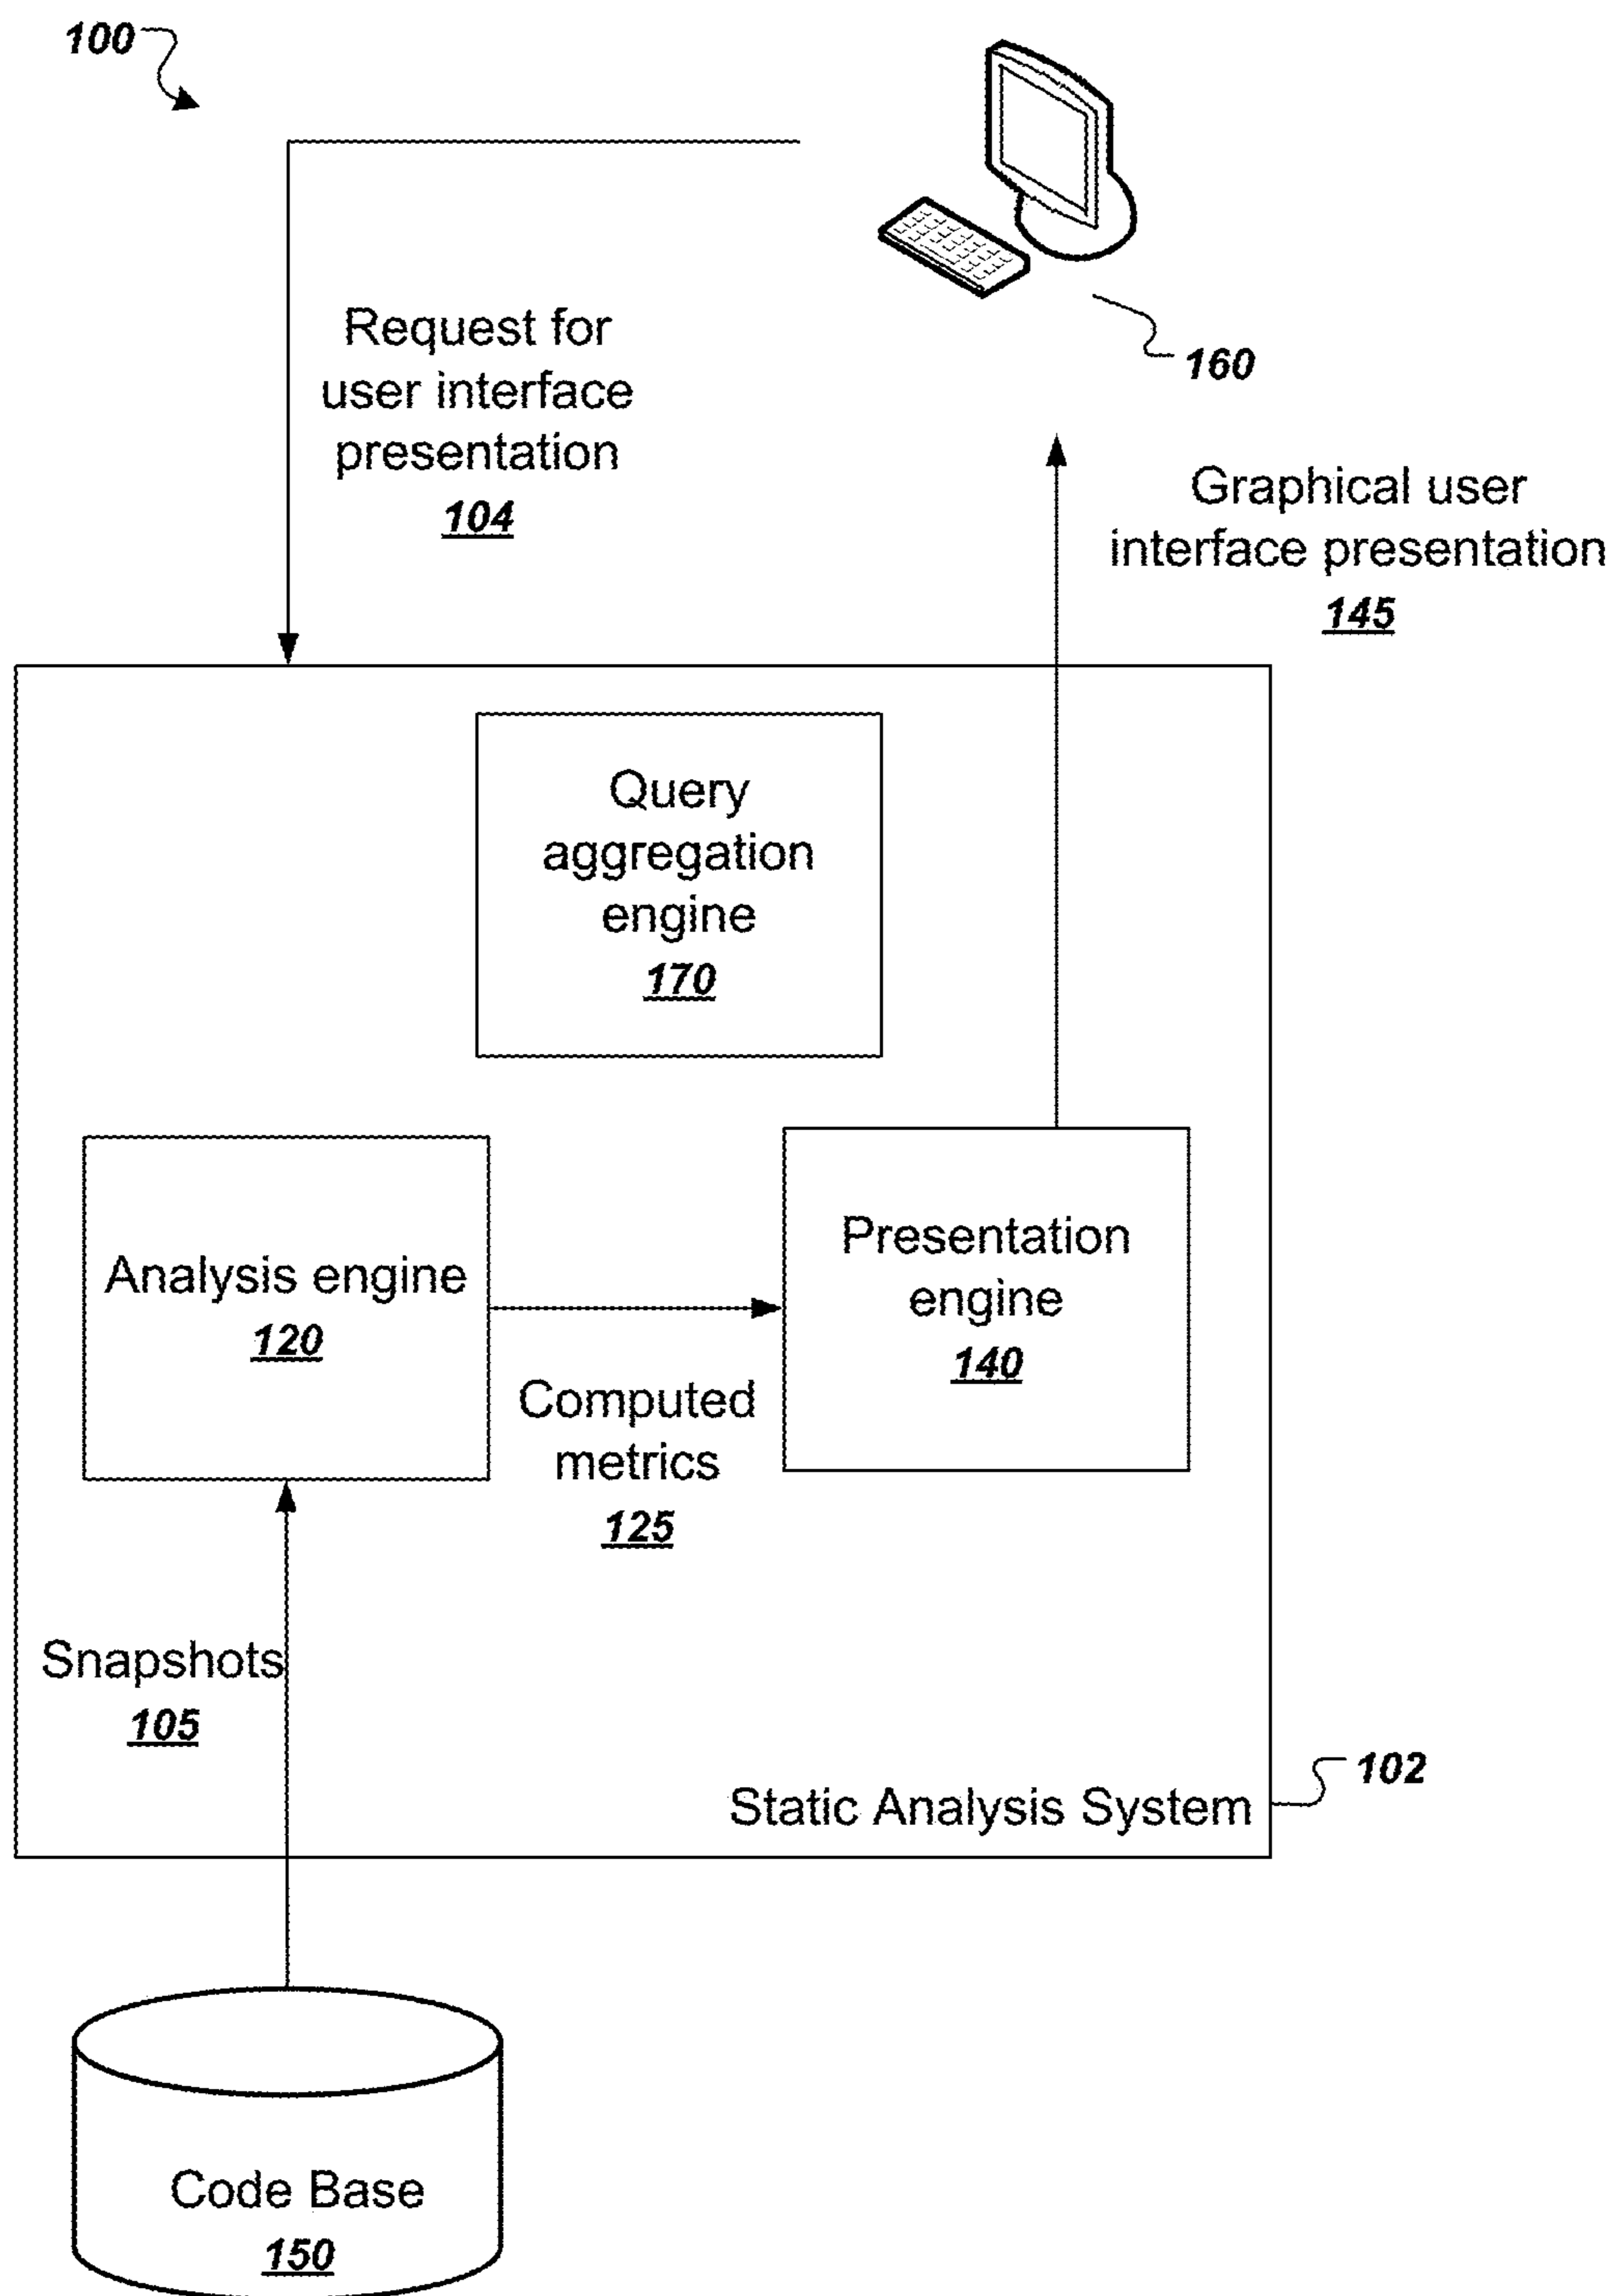 100
Request for
user interface
presentation
104
160
Graphical user
interface presentation
145
Query
aggregation
engine
170
Analysis engine
120
Computed
metrics
125
Presentation
engine
140
Snapshots
105
Static Analysis System
102
Code Base
150